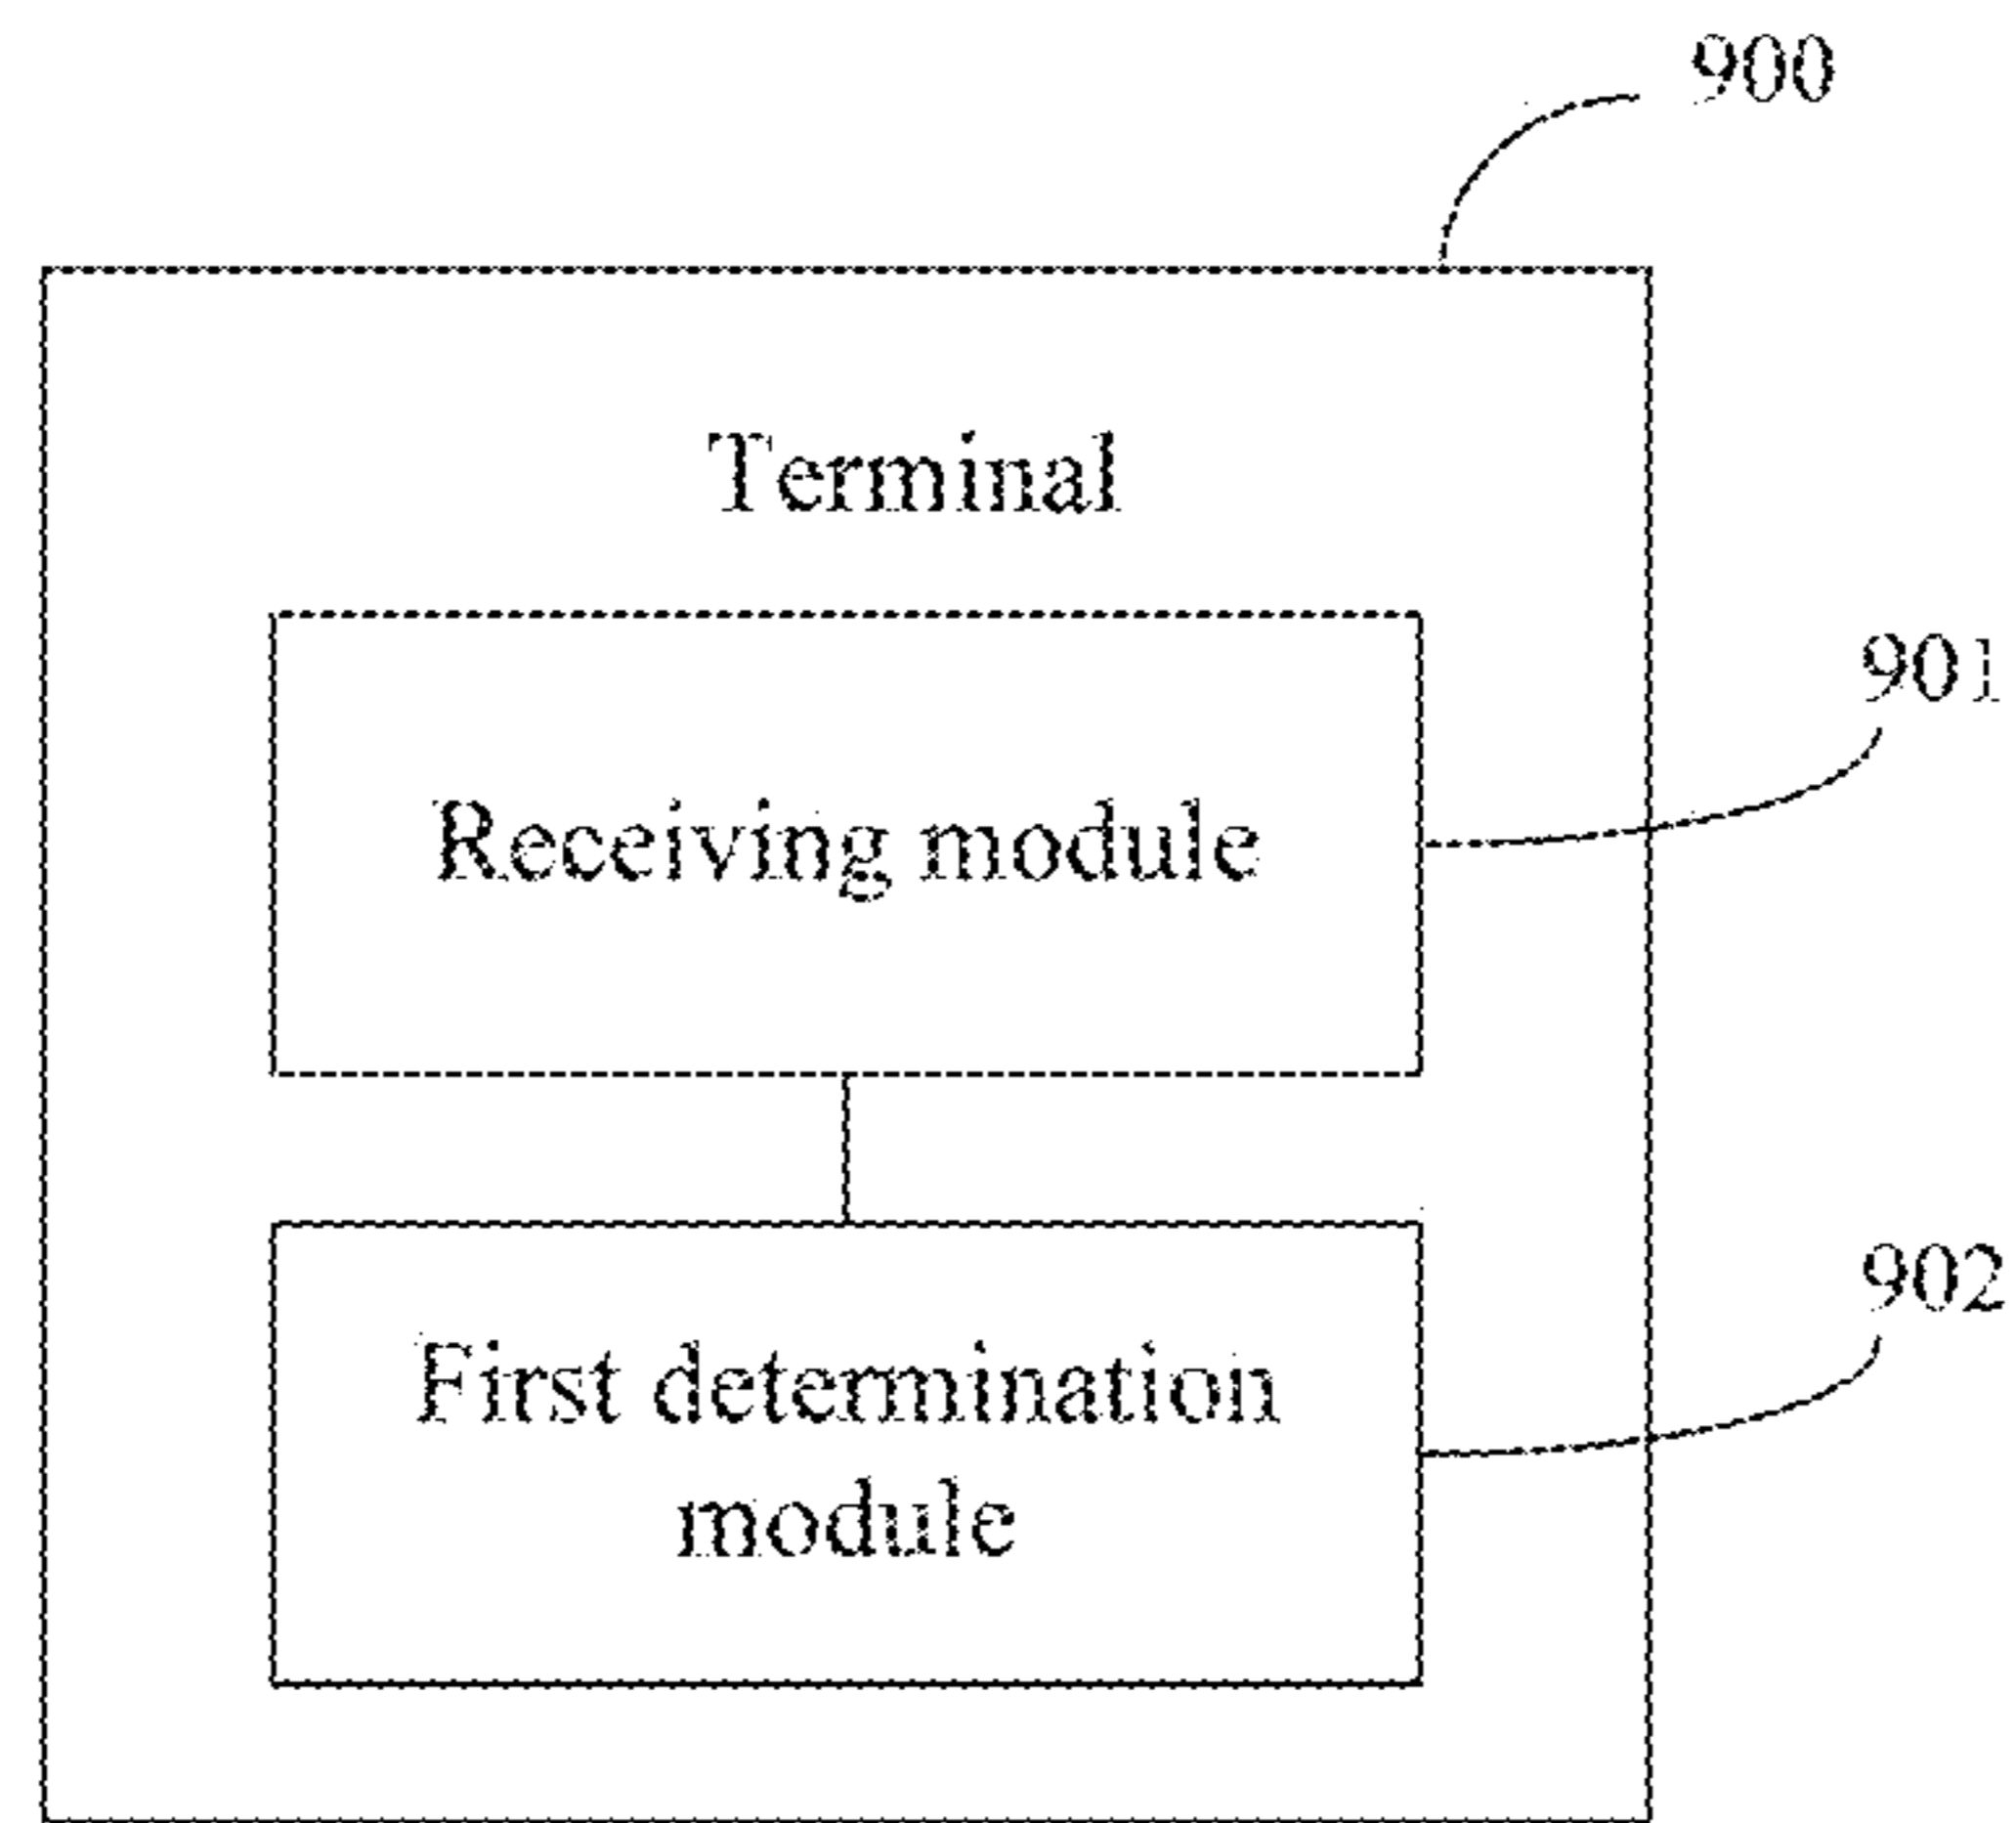 900
Terminal
901
Receiving module
902
First determination
module